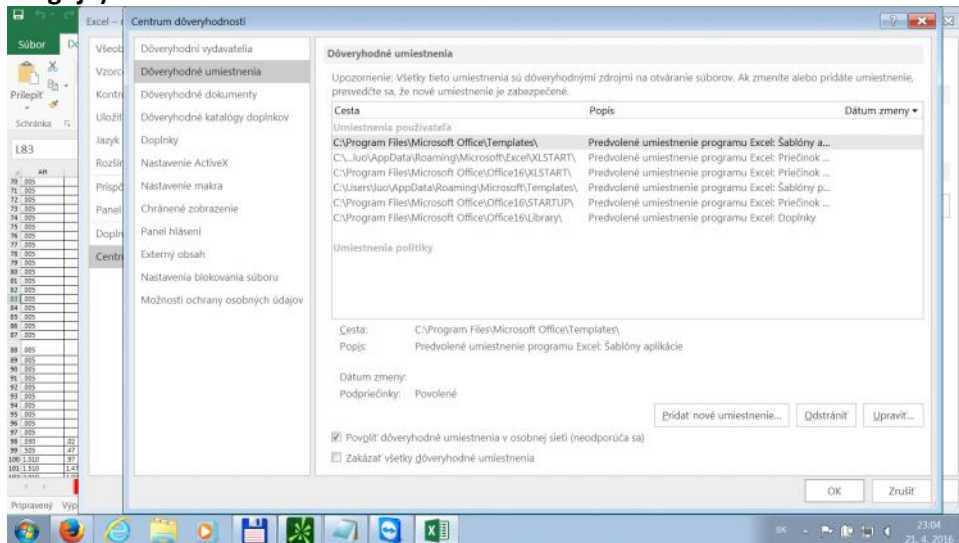 Excel –
Centrum dôveryhodnosti
Súbor
Prilepiť
Schránka
L83
Pripravený
Všeob
Vzorc
Kontro
Uložiť
Jazyk
Rozšír
Prispô
Panel
Dopln
Centr
Dôveryhodní vydavatelia
Dôveryhodné umiestnenia
Dôveryhodné dokumenty
Dôveryhodné katalógy doplnkov
Doplnky
Nastavenie ActiveX
Nastavenie makra
Chránené zobrazenie
Panel hlásení
Externý obsah
Nastavenia blokovania súboru
Možnosti ochrany osobných údajov
Dôveryhodné umiestnenia
Upozornenie: Všetky tieto umiestnenia sú dôveryhodnými zdrojmi na otváranie súborov. Ak zmeníte alebo pridáte umiestnenie,
presvedčte sa, že nové umiestnenie je zabezpečené.
Cesta Popis Dátum zmeny
Umiestnenia používateľa
C:\Program Files\Microsoft Office\Templates\ Predvolené umiestnenie programu Excel: Šablóny a...
C:\...luo\AppData\Roaming\Microsoft\Excel\XLSTART\ Predvolené umiestnenie programu Excel: Priečinok ...
C:\Program Files\Microsoft Office\Office16\XLSTART\ Predvolené umiestnenie programu Excel: Priečinok ...
C:\Users\luo\AppData\Roaming\Microsoft\Templates\ Predvolené umiestnenie programu Excel: Šablóny p...
C:\Program Files\Microsoft Office\Office16\STARTUP\ Predvolené umiestnenie programu Excel: Priečinok ...
C:\Program Files\Microsoft Office\Office16\Library\ Predvolené umiestnenie programu Excel: Doplnky
Umiestnenia politiky
Cesta: C:\Program Files\Microsoft Office\Templates\
Popis: Predvolené umiestnenie programu Excel: Šablóny aplikácie
Dátum zmeny:
Podpriečinky: Povolené
Pridať nové umiestnenie... Odstrániť Upraviť...
Povoliť dôveryhodné umiestnenia v osobnej sieti (neodporúča sa)
Zakázať všetky dôveryhodné umiestnenia
OK Zrušiť
SK
23:04
21. 4. 2016